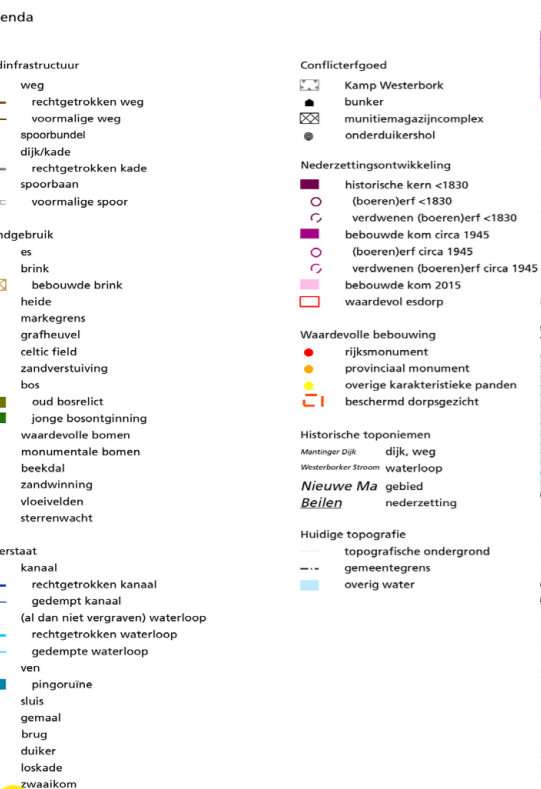 enda
dinfrastructuur
weg
rechtgetrokken weg
voormalige weg
spoorbundel
dijk/kade
rechtgetrokken kade
spoorbaan
voormalige spoor
ndgebruik
es
brink
bebouwde brink
heide
markegrens
grafheuvel
celtic field
zandverstuiving
bos
oud bosrelict
jonge bosontginning
waardevolle bomen
monumentale bomen
beekdal
zandwinning
vloeivelden
sterrenwacht
erstaat
kanaal
rechtgetrokken kanaal
gedempt kanaal
(al dan niet vergraven) waterloop
rechtgetrokken waterloop
gedempte waterloop
ven
pingoruïne
sluis
gemaal
brug
duiker
loskade
zwaaikom
Conflicterfgoed
Kamp Westerbork
bunker
munitiemagazijncomplex
onderduikershol
Nederzettingsontwikkeling
historische kern <1830
(boeren)erf <1830
verdwenen (boeren)erf <1830
bebouwde kom circa 1945
(boeren)erf circa 1945
verdwenen (boeren)erf circa 1945
bebouwde kom 2015
waardevol esdorp
Waardevolle bebouwing
rijksmonument
provinciaal monument
overige karakteristieke panden
beschermd dorpsgezicht
Historische toponiemen
Mantinger Dijk dijk, weg
Westerborker Stroom waterloop
Nieuwe Ma gebied
Beilen nederzetting
Huidige topografie
topografische ondergrond
gemeentegrens
overig water